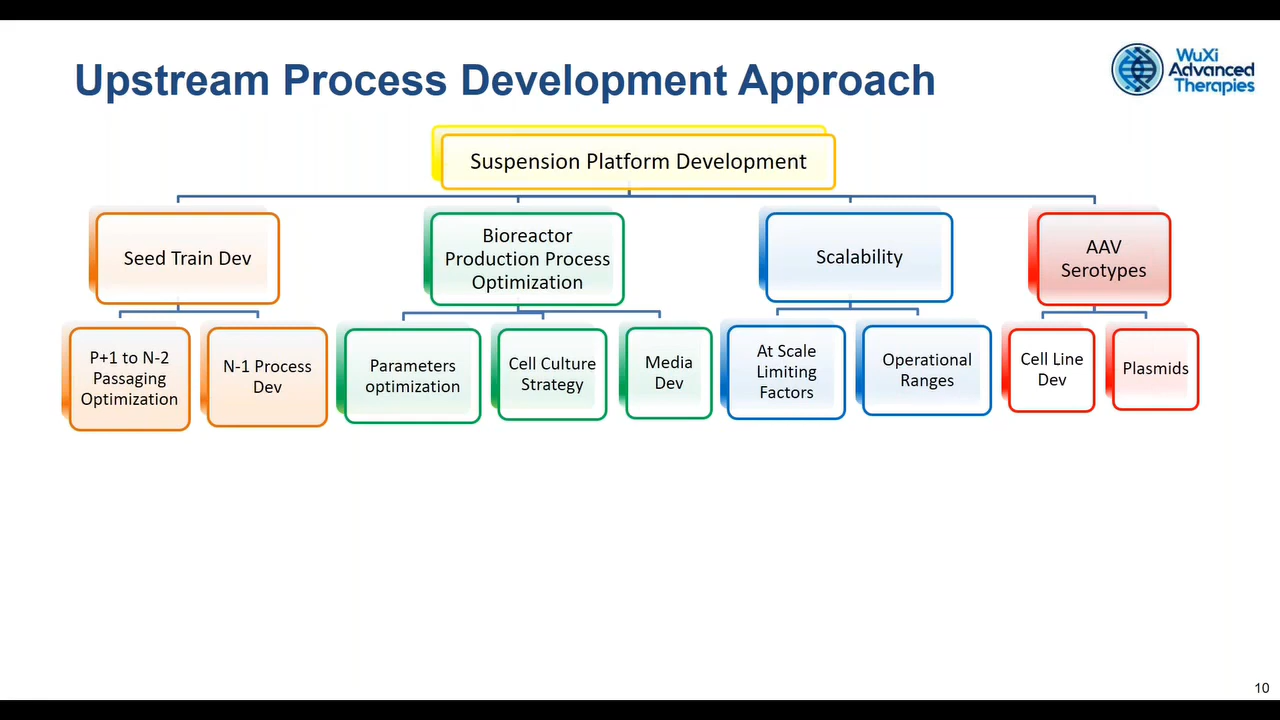 Upstream Process Development Approach
WuXi
Advanced
Therapies
Suspension Platform Development
Seed Train Dev
Bioreactor
Production Process
Optimization
Scalability
AAV
Serotypes
P+1 to N-2
Passaging
Optimization
N-1 Process
Dev
Parameters
optimization
Cell Culture
Strategy
Media
Dev
At Scale
Limiting
Factors
Operational
Ranges
Cell Line
Dev
Plasmids
10